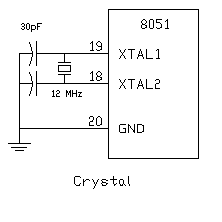 8051
30pF
19 XTAL1
18 XTAL2
12 MHz
20 GND
Crystal